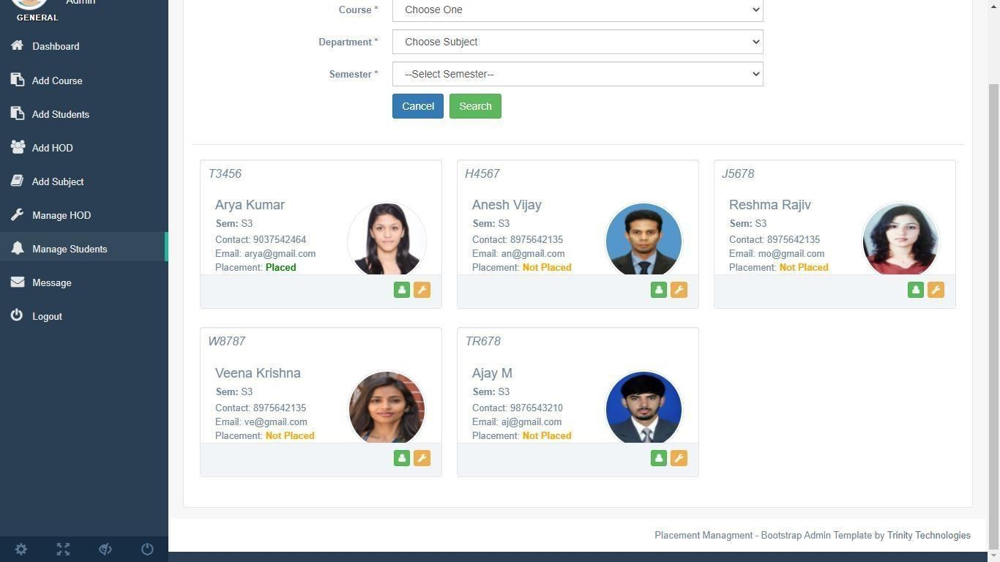 Admin
GENERAL
Dashboard
Add Course
Add Students
Add HOD
Add Subject
Manage HOD
Manage Students
Message
Logout
Course * Choose One
Department * Choose Subject
Semester * --Select Semester--
Cancel Search
T3456
Arya Kumar
Sem: S3
Contact: 9037542464
Email: arya@gmail.com
Placement: Placed
H4567
Anesh Vijay
Sem: S3
Contact: 8975642135
Email: an@gmail.com
Placement: Not Placed
J5678
Reshma Rajiv
Sem: S3
Contact: 8975642135
Email: mo@gmail.com
Placement: Not Placed
W8787
Veena Krishna
Sem: S3
Contact: 8975642135
Email: ve@gmail.com
Placement: Not Placed
TR678
Ajay M
Sem: S3
Contact: 9876543210
Email: aj@gmail.com
Placement: Not Placed
Placement Managment - Bootstrap Admin Template by Trinity Technologies